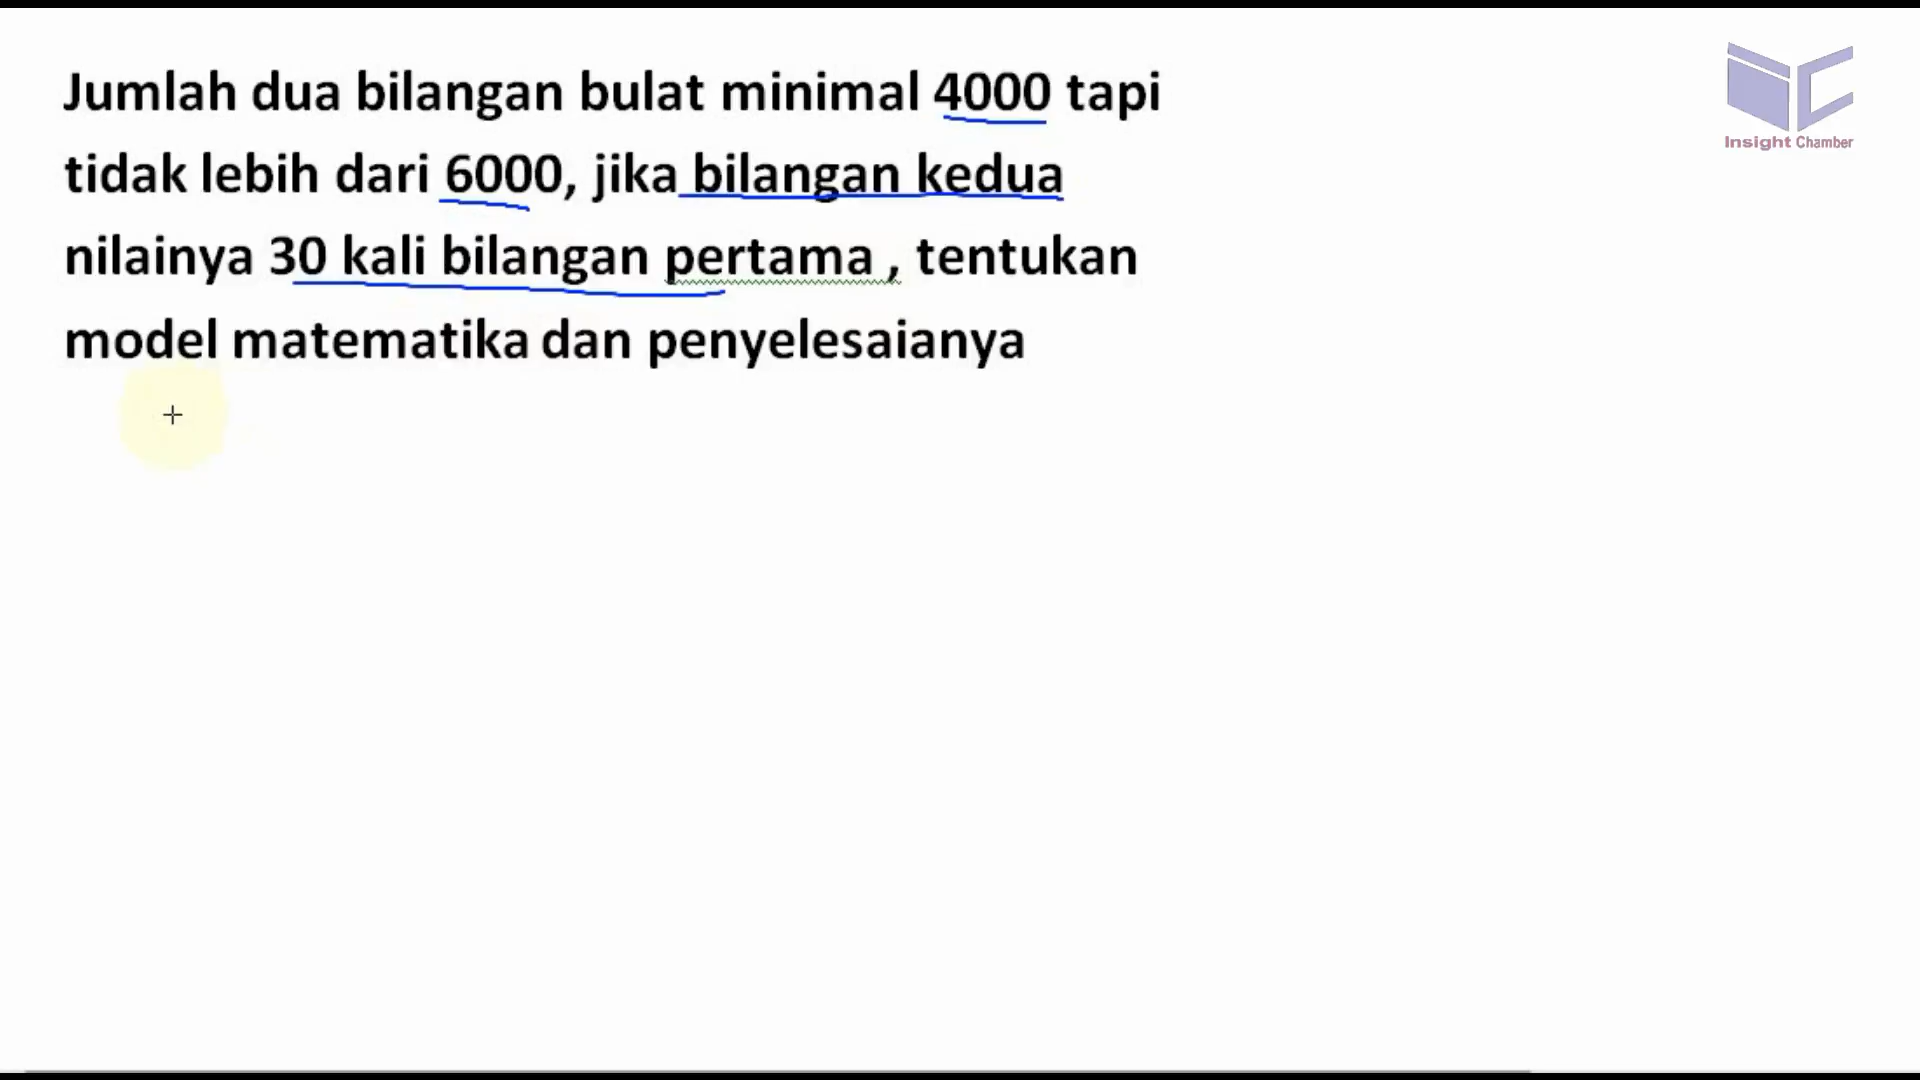 Jumlah dua bilangan bulat minimal 4000 tapi
tidak lebih dari 6000, jika bilangan kedua
nilainya 30 kali bilangan pertama , tentukan
model matematika dan penyelesaianya
Insight Chamber